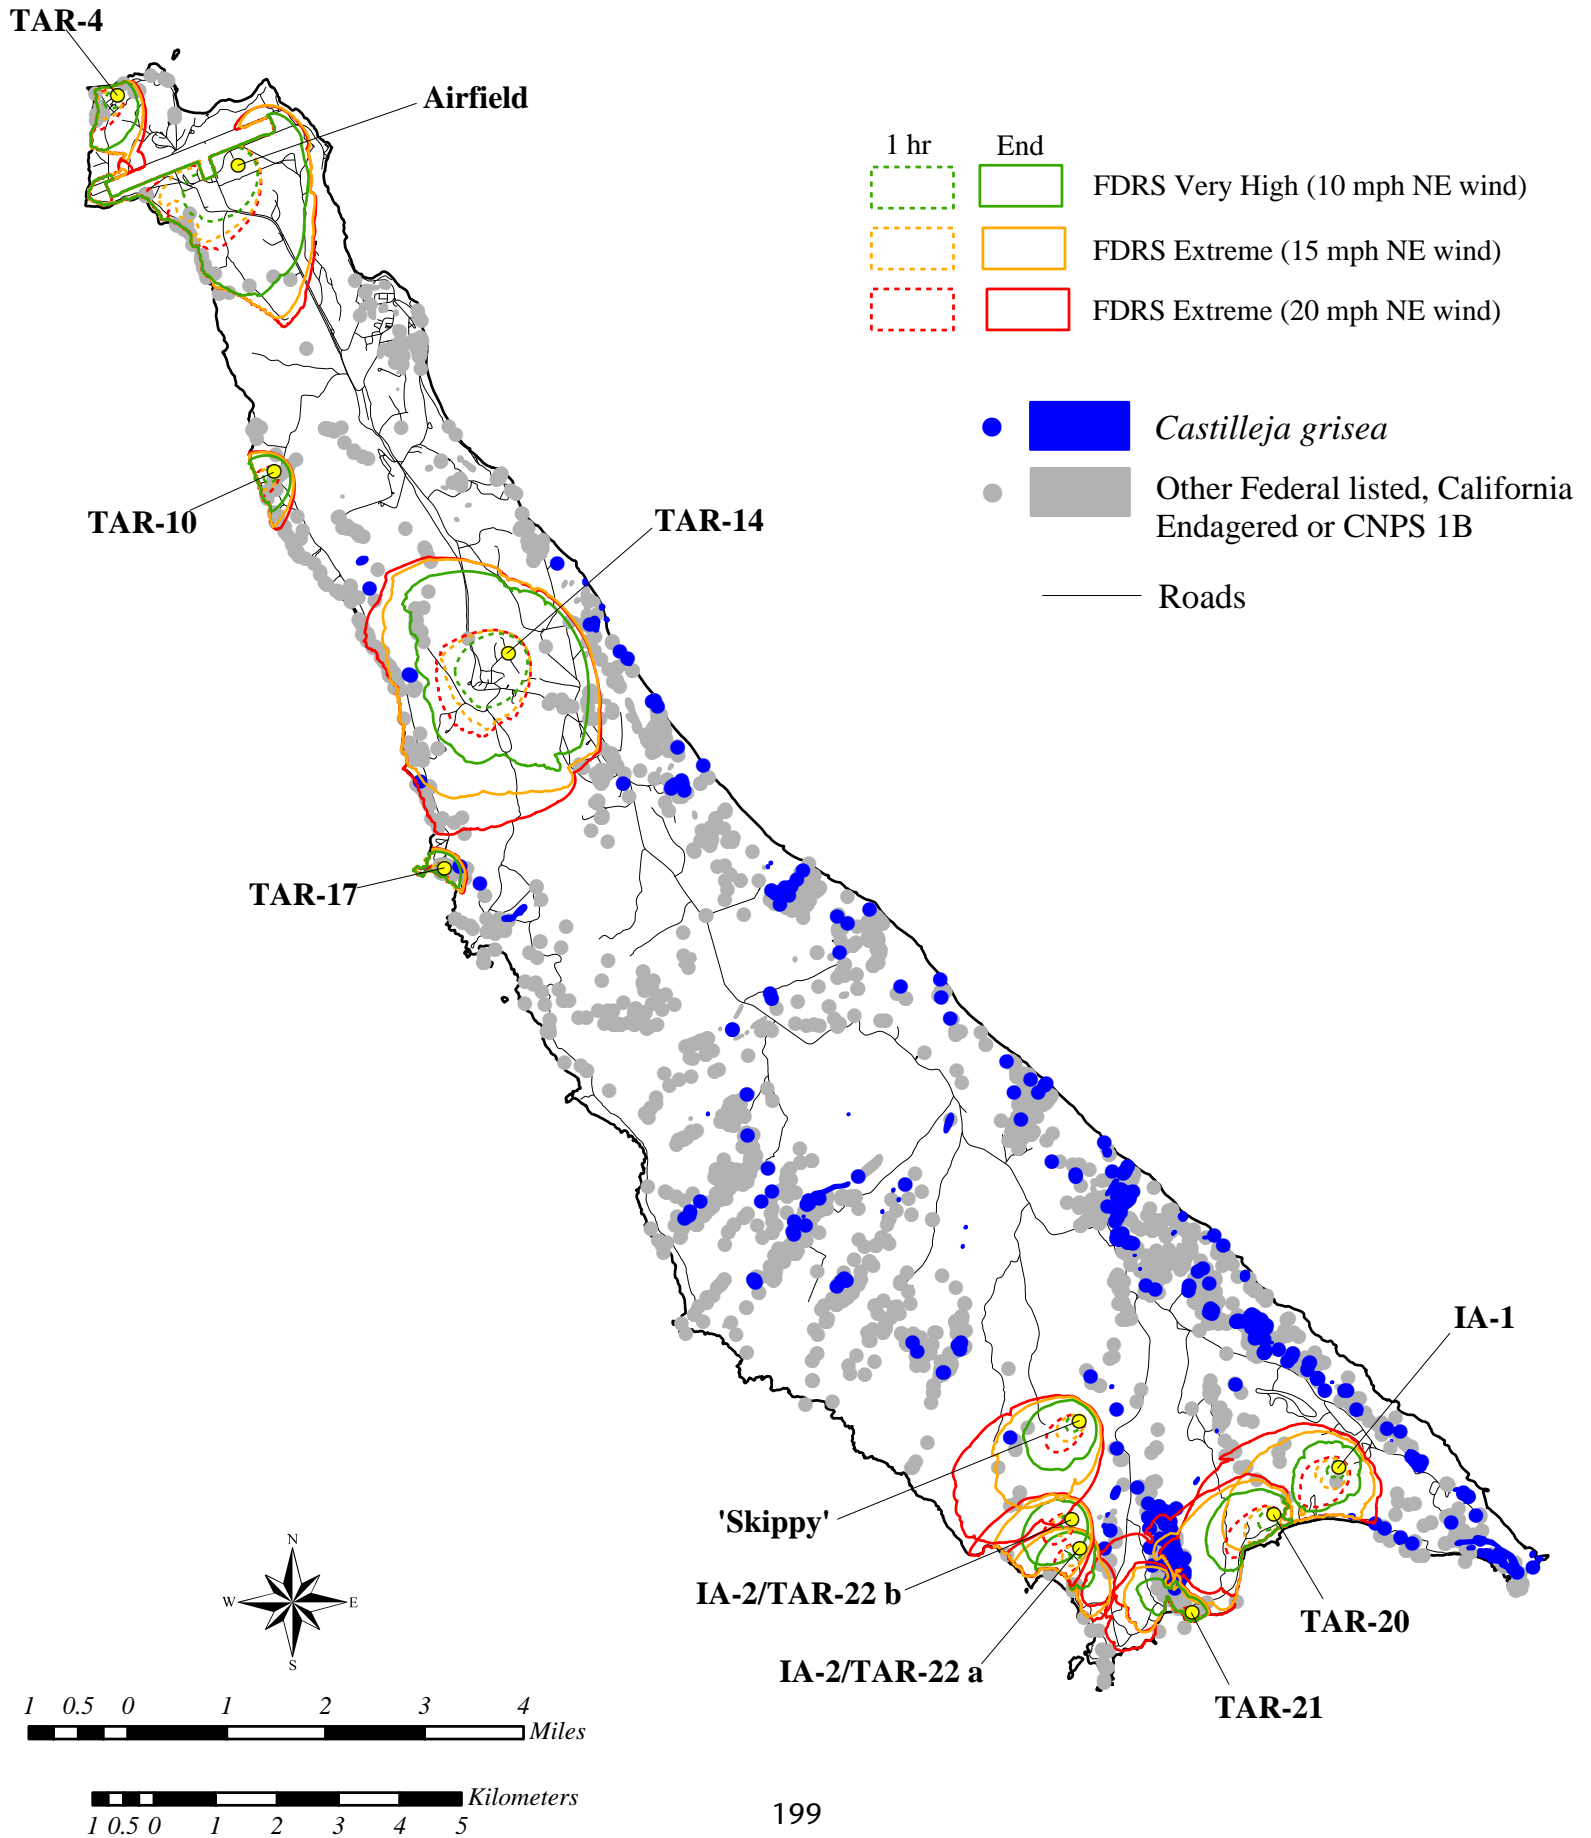 TAR-4
Airfield
1 hr End
FDRS Very High (10 mph NE wind)
FDRS Extreme (15 mph NE wind)
FDRS Extreme (20 mph NE wind)
Castilleja grisea
Other Federal listed, California
Endagered or CNPS 1B
Roads
TAR-10
TAR-14
TAR-17
IA-1
'Skippy'
IA-2/TAR-22 b
TAR-20
IA-2/TAR-22 a
TAR-21
N
W E
S
1 0.5 0 1 2 3 4
Miles
Kilometers
1 0.5 0 1 2 3 4 5
199